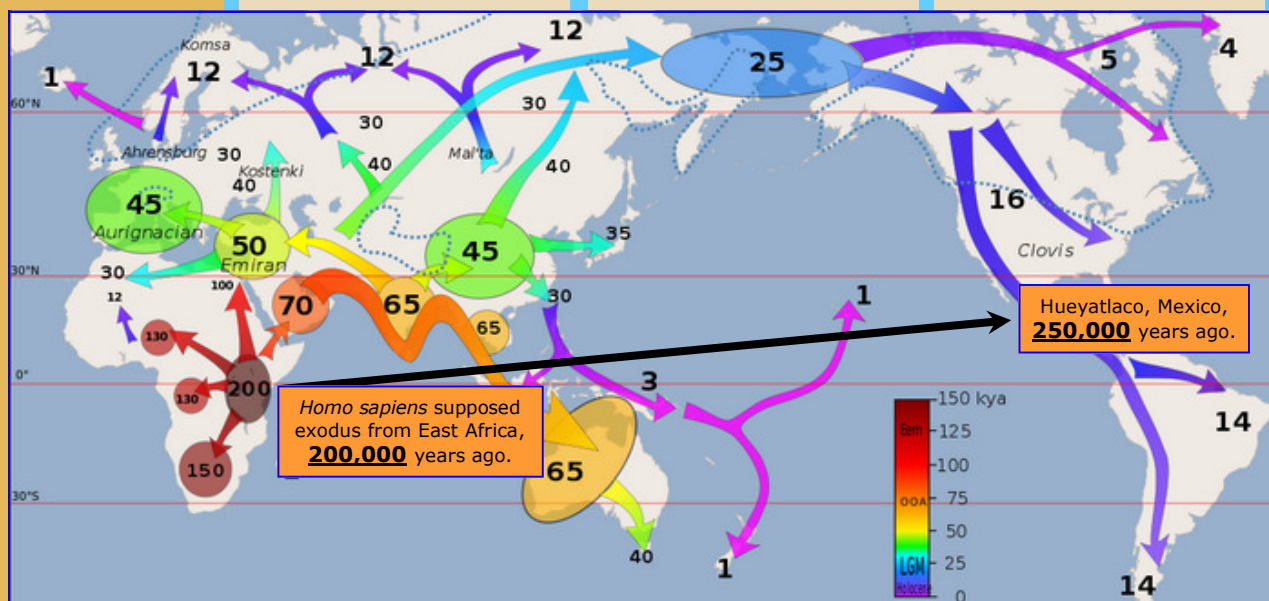 Komsa
12
12
12
1
25
5
4
60°N
30
30
Ahrensburg
30
Mal'ta
Kostenki
40
40
40
45
16
Aurignacian
50
45
35
Clovis
Emiran
30°N
30
100
12
70
65
30
1
65
130
Hueyatlaco, Mexico,
250,000 years ago.
0°
200
130
3
Homo sapiens supposed
exodus from East Africa,
200,000 years ago.
150
65
14
150 kya
Eem
125
100
OOA
75
50
LGM
25
Holocene
0
30°S
40
1
14